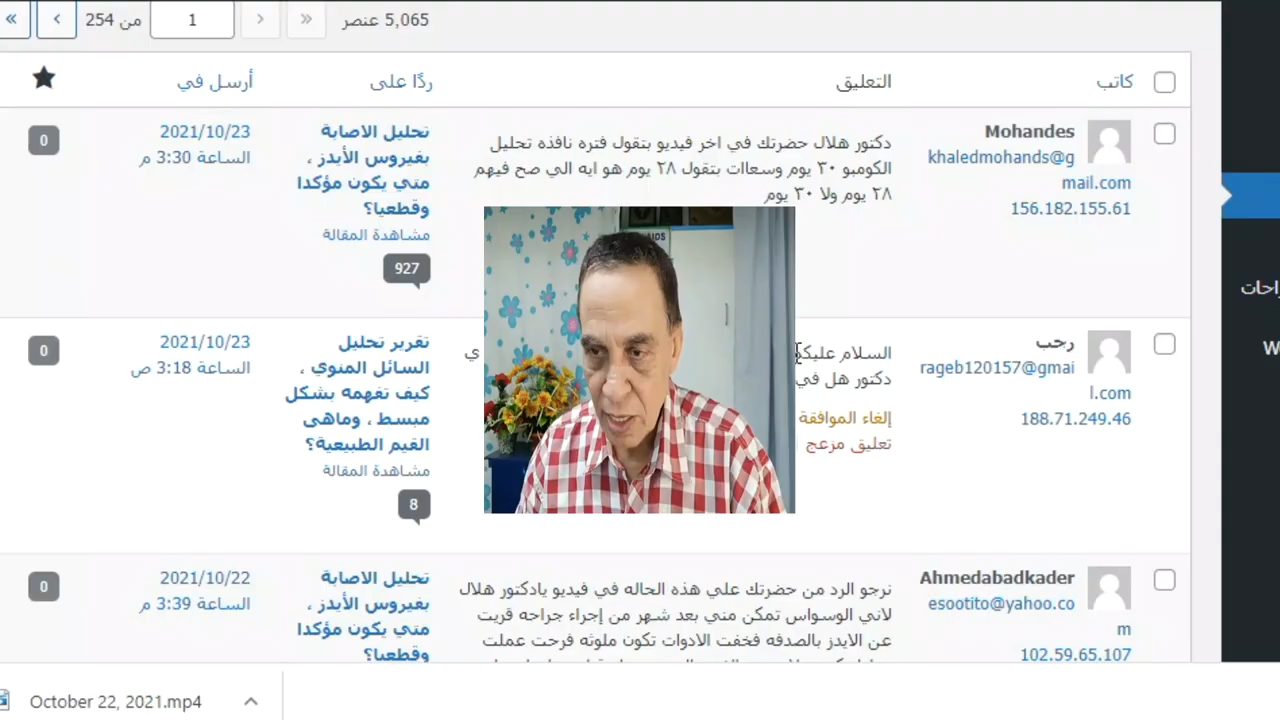 5,065 عنصر
1
من 254
كاتب
التعليق
ردًا على
أرسل في
Mohandes
khaledmohands@g
mail.com
156.182.155.61
دكتور هلال حضرتك في اخر فيديو بتقول فتره نافذه تحليل
الكومبو ٣٠ يوم وسعاات بتقول ٢٨ يوم هو ايه الي صح فيهم
٢٨ يوم ولا ٣٠ يوم
تحليل الاصابة
بفيروس الأيدز ،
متي يكون مؤكدا
وقطعيا؟
مشاهدة المقالة
927
2021/10/23
الساعة 3:30 م
0
رجب
rageb120157@gmai
l.com
188.71.249.46
السلام عليكم
دكتور هل في
إلغاء الموافقة
تعليق مزعج
تقرير تحليل
السائل المنوي ،
كيف تفهمه بشكل
مبسط ، وماهى
القيم الطبيعية؟
مشاهدة المقالة
8
2021/10/23
الساعة 3:18 ص
0
Ahmedabadkader
esootito@yahoo.co
m
102.59.65.107
نرجو الرد من حضرتك علي هذه الحاله في فيديو يادكتور هلال
لاني الوسواس تمكن مني بعد شهر من إجراء جراحه قريت
عن الايدز بالصدفه فخفت الادوات تكون ملوثه فرحت عملت
تحليل الاصابة
بفيروس الأيدز ،
متي يكون مؤكدا
وقطعيا؟
2021/10/22
الساعة 3:39 م
0
October 22, 2021.mp4